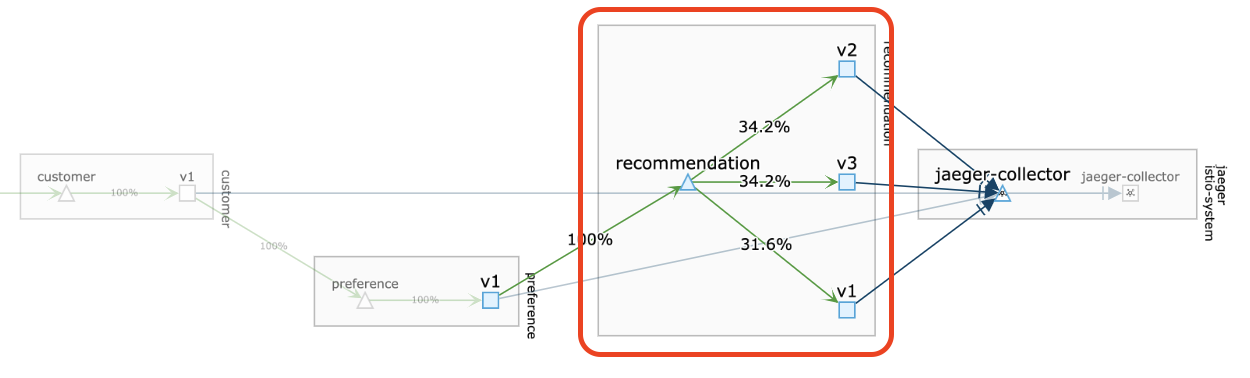 customer
100%
v1
customer
100%
preference
100%
v1
preference
100%
recommendation
34.2%
34.2%
31.6%
v2
v3
v1
recommendation
jaeger-collector
jaeger-collector
jaeger
istio-system